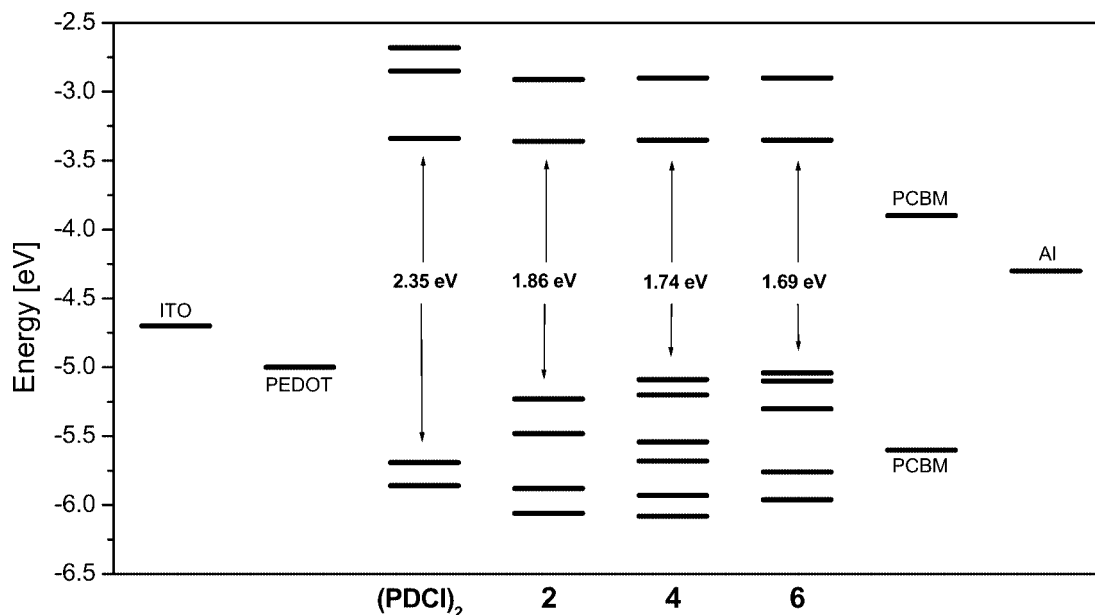 -2.5
-3.0
-3.5
-4.0
-4.5
-5.0
-5.5
-6.0
-6.5
Energy [eV]
ITO
PEDOT
2.35 eV
1.86 eV
1.74 eV
1.69 eV
PCBM
PCBM
Al
(PDCI)₂
2
4
6